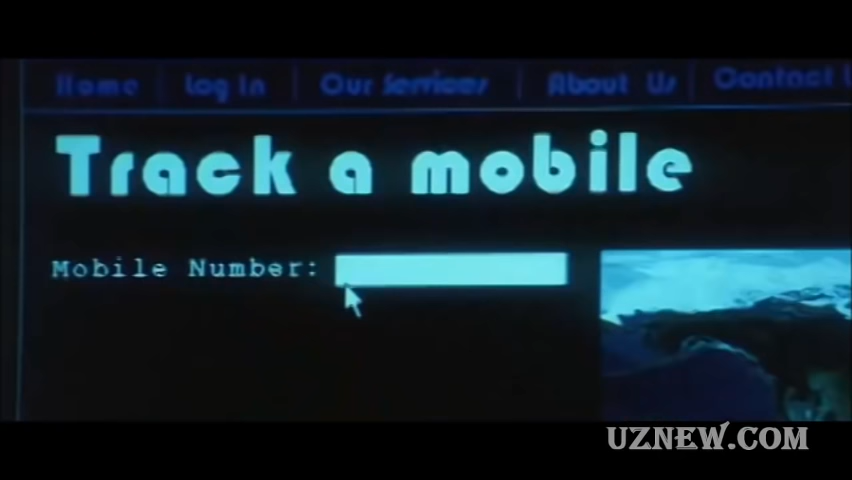 Home Log In Our Services About Us Contact U
Track a mobile
Mobile Number:
UZNEW.COM